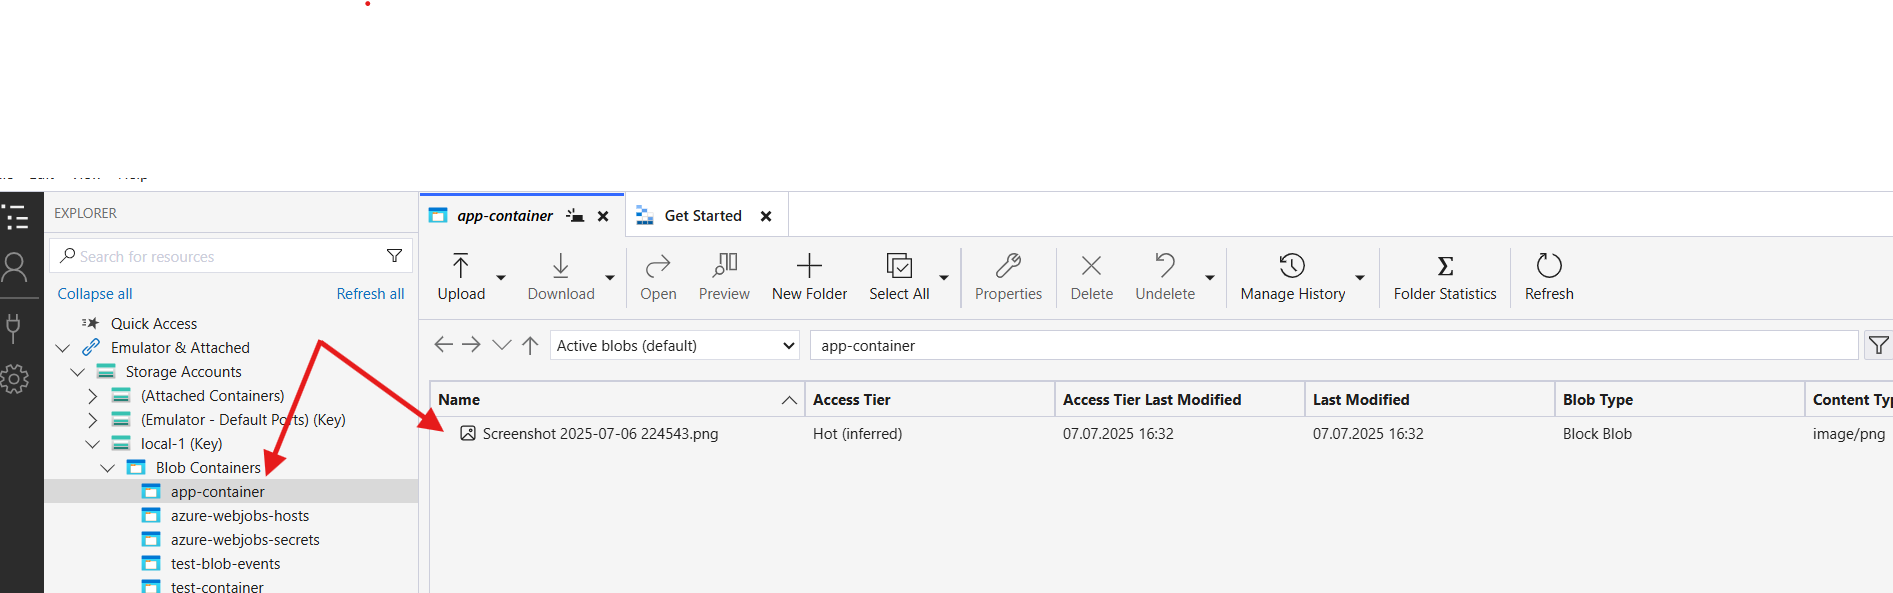 EXPLORER
app-container
Get Started
Search for resources
Upload
Download
Open
Preview
New Folder
Select All
Properties
Delete
Undelete
Manage History
Folder Statistics
Refresh
Collapse all
Refresh all
Quick Access
Emulator & Attached
Storage Accounts
(Attached Containers)
(Emulator - Default Ports) (Key)
local-1 (Key)
Blob Containers
app-container
azure-webjobs-hosts
azure-webjobs-secrets
test-blob-events
test-container
Active blobs (default)
app-container
Name
Access Tier
Access Tier Last Modified
Last Modified
Blob Type
Content Typ
Screenshot 2025-07-06 224543.png
Hot (inferred)
07.07.2025 16:32
07.07.2025 16:32
Block Blob
image/png